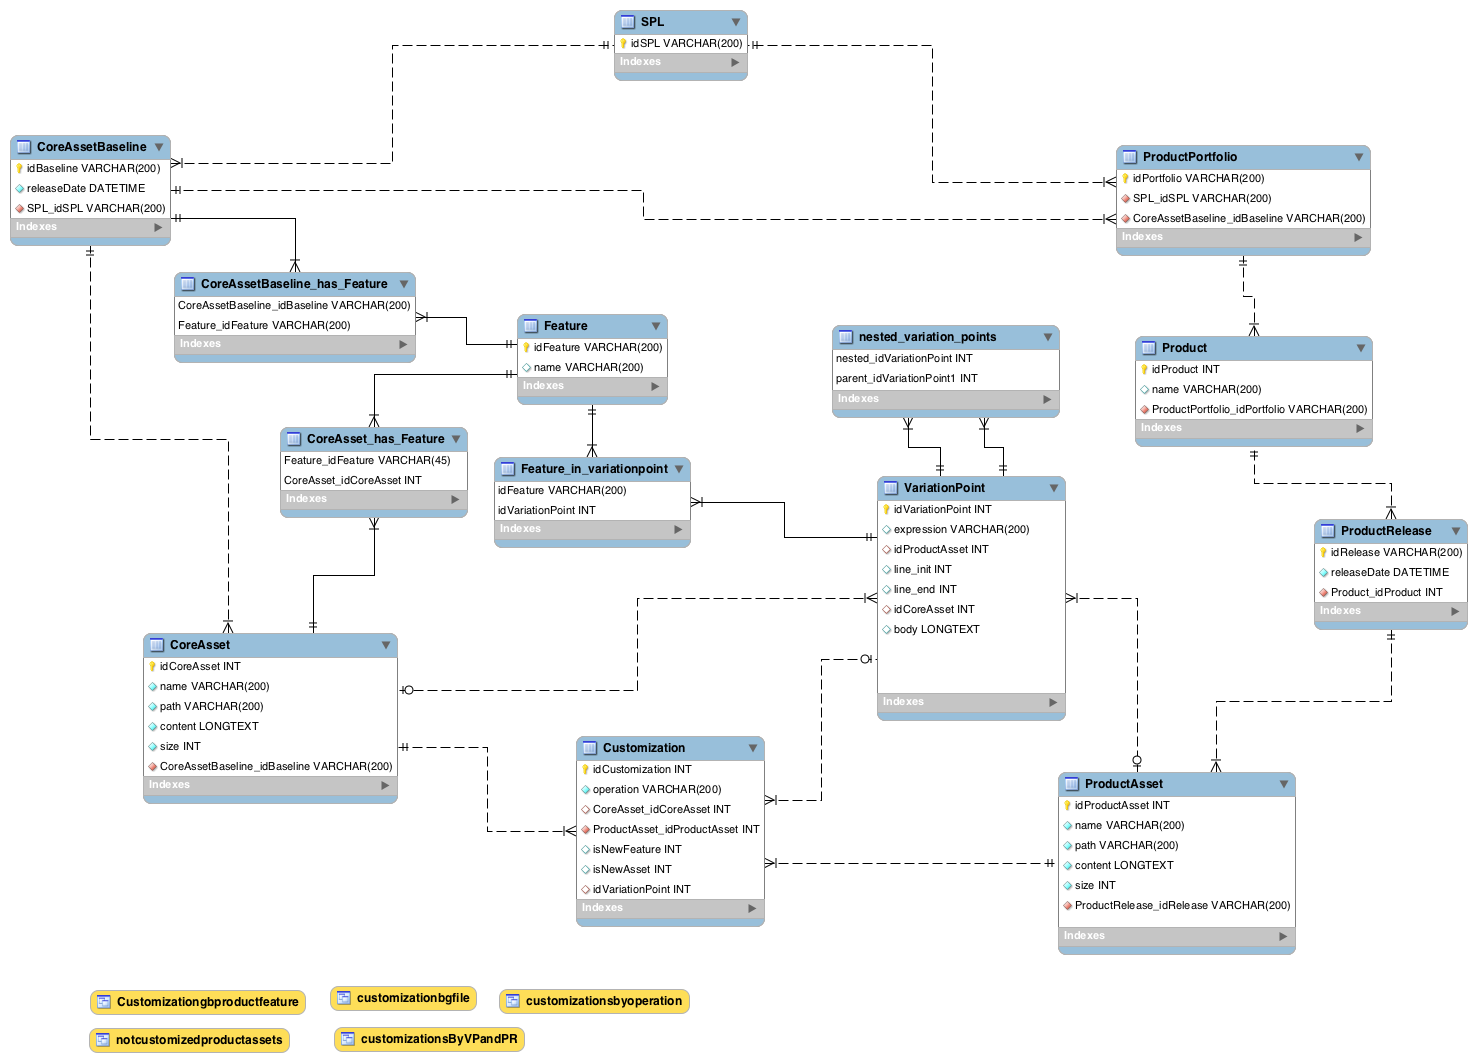 SPL
idSPL VARCHAR(200)
Indexes
CoreAssetBaseline
idBaseline VARCHAR(200)
releaseDate DATETIME
SPL_idSPL VARCHAR(200)
Indexes
ProductPortfolio
idPortfolio VARCHAR(200)
SPL_idSPL VARCHAR(200)
CoreAssetBaseline_idBaseline VARCHAR(200)
Indexes
CoreAssetBaseline_has_Feature
CoreAssetBaseline_idBaseline VARCHAR(200)
Feature_idFeature VARCHAR(200)
Indexes
Feature
idFeature VARCHAR(200)
name VARCHAR(200)
Indexes
nested_variation_points
nested_idVariationPoint INT
parent_idVariationPoint1 INT
Indexes
Product
idProduct INT
name VARCHAR(200)
ProductPortfolio_idPortfolio VARCHAR(200)
Indexes
CoreAsset_has_Feature
Feature_idFeature VARCHAR(45)
CoreAsset_idCoreAsset INT
Indexes
Feature_in_variationpoint
idFeature VARCHAR(200)
idVariationPoint INT
Indexes
VariationPoint
idVariationPoint INT
expression VARCHAR(200)
idProductAsset INT
line_init INT
line_end INT
idCoreAsset INT
body LONGTEXT
Indexes
ProductRelease
idRelease VARCHAR(200)
releaseDate DATETIME
Product_idProduct INT
Indexes
CoreAsset
idCoreAsset INT
name VARCHAR(200)
path VARCHAR(200)
content LONGTEXT
size INT
CoreAssetBaseline_idBaseline VARCHAR(200)
Indexes
Customization
idCustomization INT
operation VARCHAR(200)
CoreAsset_idCoreAsset INT
ProductAsset_idProductAsset INT
isNewFeature INT
isNewAsset INT
idVariationPoint INT
Indexes
ProductAsset
idProductAsset INT
name VARCHAR(200)
path VARCHAR(200)
content LONGTEXT
size INT
ProductRelease_idRelease VARCHAR(200)
Indexes
Customizationgbproductfeature
customizationbgfile
customizationsbyoperation
notcustomizedproductassets
customizationsByVPandPR